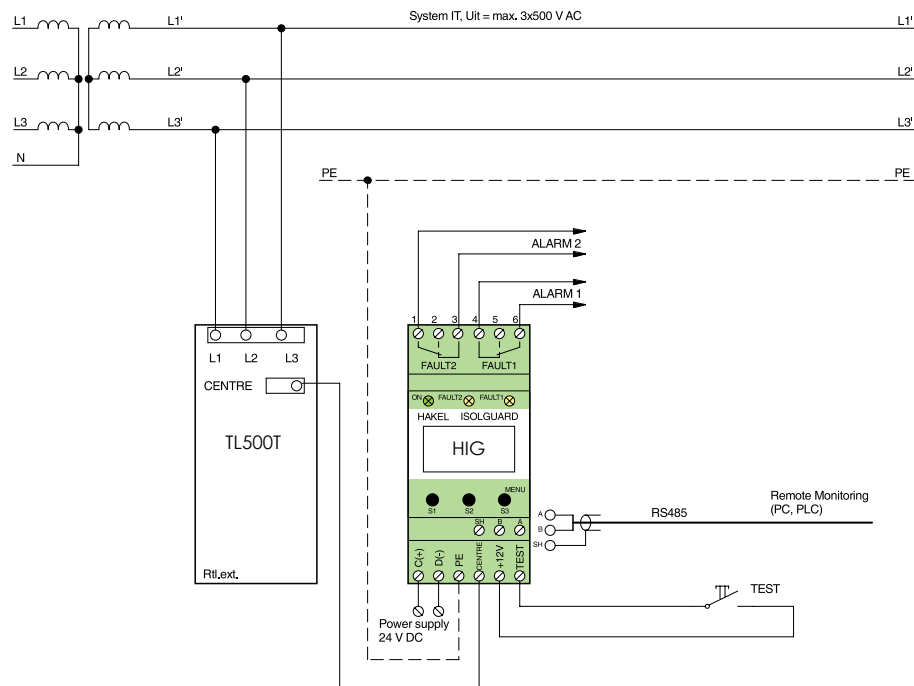 System IT, Uit = max. 3x500 V AC
L1 L1' L1'
L2 L2' L2'
L3 L3' L3'
N
PE PE
ALARM 2
ALARM 1
1 2 3 4 5 6
FAULT2 FAULT1
L1 L2 L3
CENTRE
TL500T
Rtl.ext.
ON FAULT2 FAULT1
HAKEL ISOLGUARD
HIG
MENU
S1 S2 S3
SH B A
C(+) D(-) PE CENTRE +12V TEST
A
B
SH
RS485
Remote Monitoring
(PC, PLC)
TEST
Power supply
24 V DC